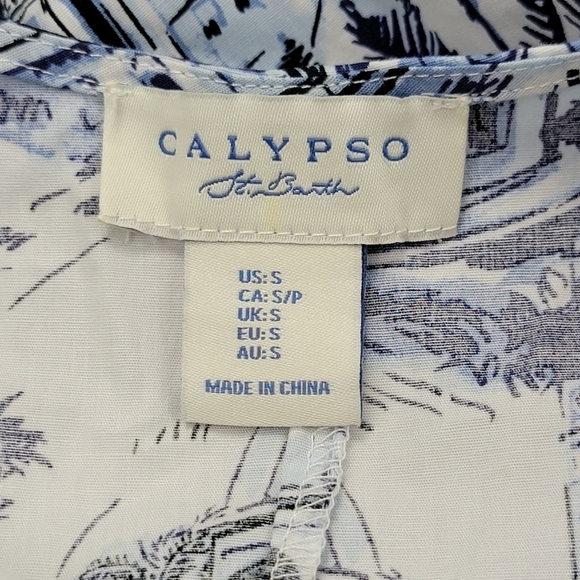 CALYPSO
St. Barth
US: S
CA: S/P
UK: S
EU: S
AU: S
MADE IN CHINA